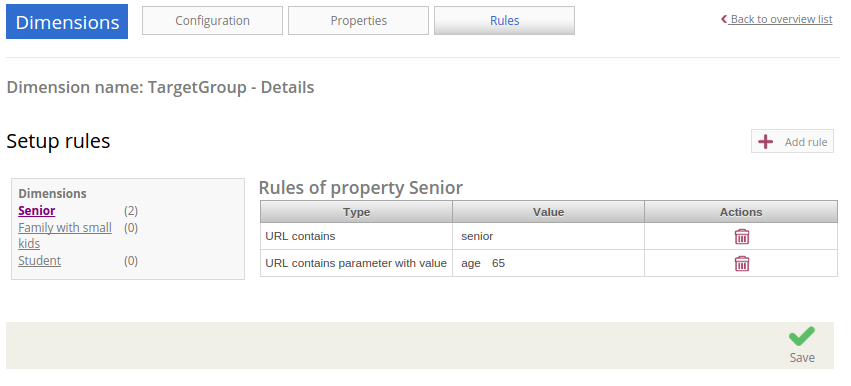 Dimensions Configuration Properties Rules Back to overview list
Dimension name: TargetGroup - Details
Setup rules Add rule
Dimensions
Senior (2)
Family with small (0)
kids
Student (0)
Rules of property Senior
Type Value Actions
URL contains senior
URL contains parameter with value age 65
Save